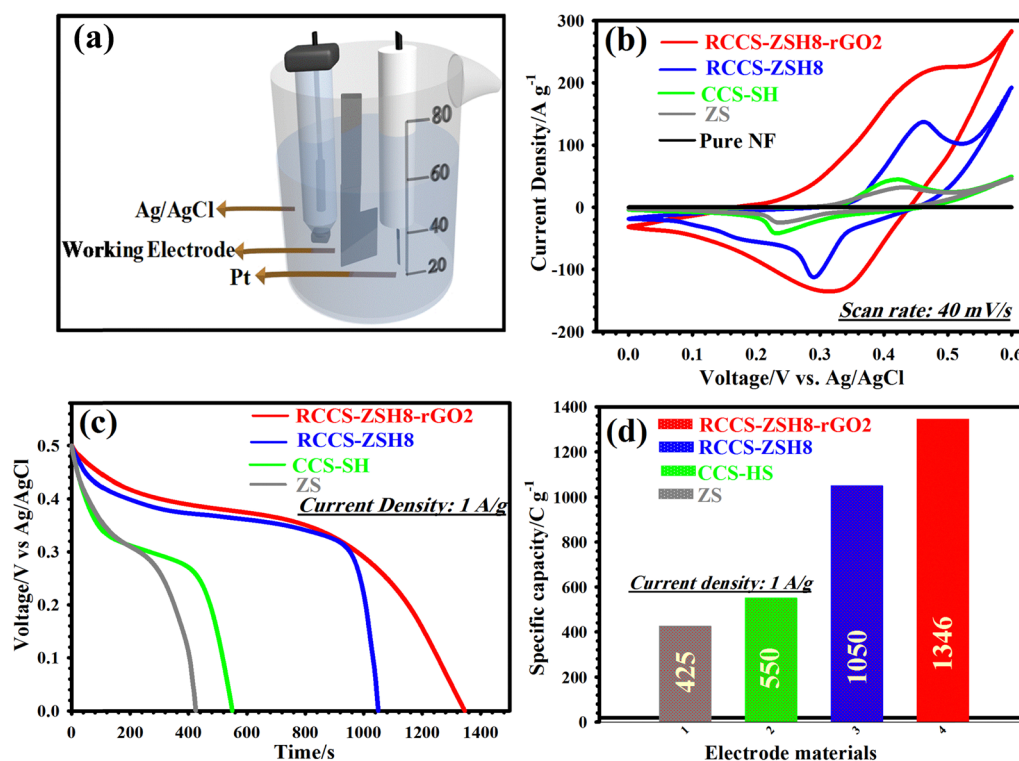 (a)
80
60
40
20
Ag/AgCl
Working Electrode
Pt
(b)
RCCS-ZSH8-rGO2
RCCS-ZSH8
CCS-SH
ZS
Pure NF
Scan rate: 40 mV/s
Current Density/A g-1
300
200
100
0
-100
-200
0.0 0.1 0.2 0.3 0.4 0.5 0.6
Voltage/V vs. Ag/AgCl
(c)
RCCS-ZSH8-rGO2
RCCS-ZSH8
CCS-SH
ZS
Current Density: 1 A/g
Voltage/V vs Ag/AgCl
0.5
0.4
0.3
0.2
0.1
0.0
0 200 400 600 800 1000 1200 1400
Time/s
(d)
RCCS-ZSH8-rGO2
RCCS-ZSH8
CCS-HS
ZS
Current density: 1 A/g
Specific capacity/C g-1
1400
1200
1000
800
600
400
200
0
425
550
1050
1346
1 2 3 4
Electrode materials